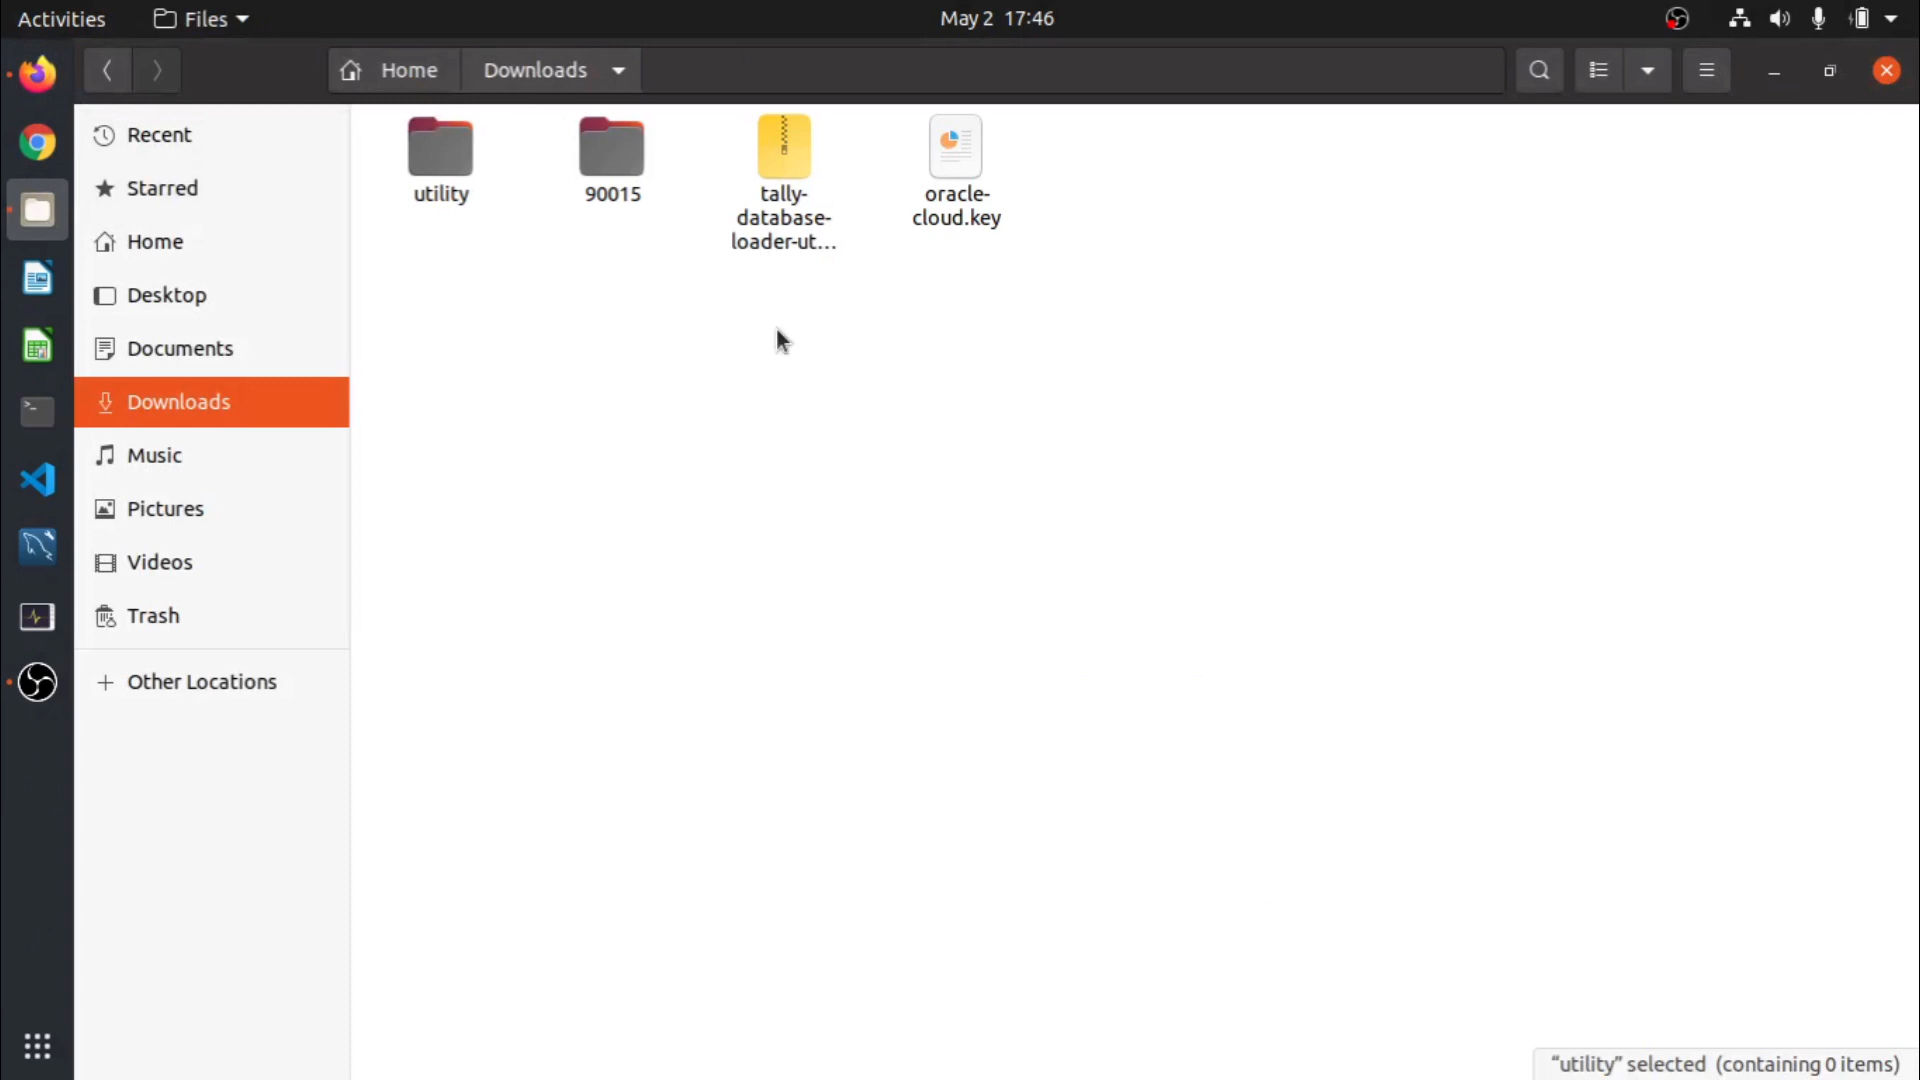 Activities
Files
May 2 17:46
Home
Downloads
Recent
Starred
Home
Desktop
Documents
Downloads
Music
Pictures
Videos
Trash
Other Locations
utility
90015
tally-
database-
loader-ut...
oracle-
cloud.key
“utility” selected (containing 0 items)